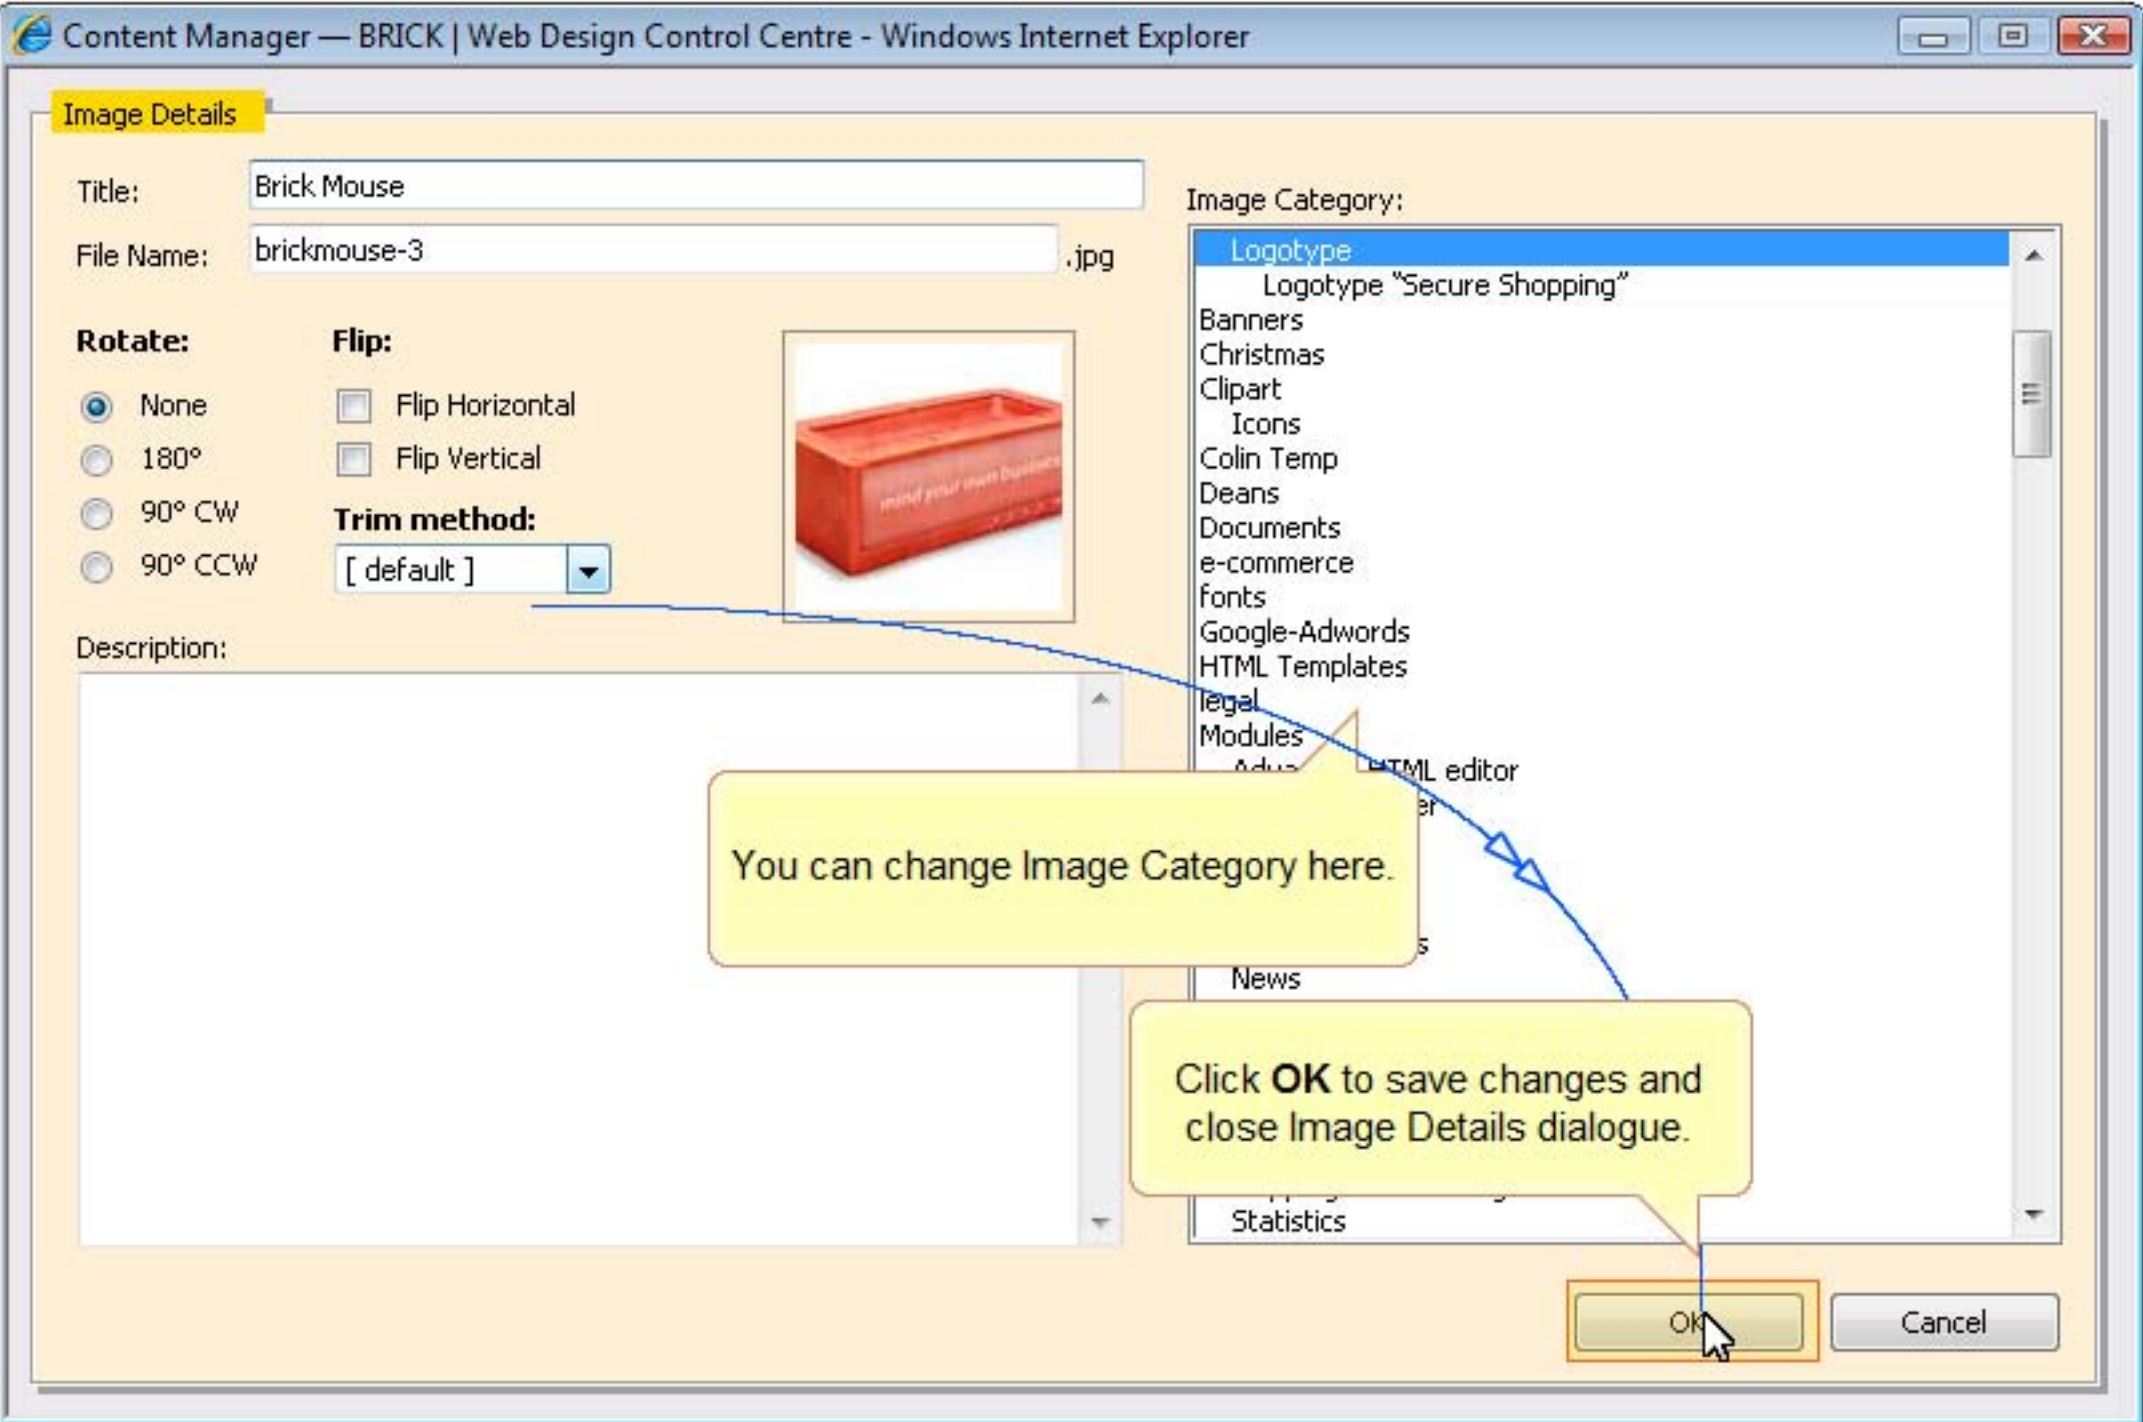 Content Manager — BRICK | Web Design Control Centre - Windows Internet Explorer
Image Details
Title:
Brick Mouse
File Name:
brickmouse-3
.jpg
Rotate:
None
180°
90° CW
90° CCW
Flip:
Flip Horizontal
Flip Vertical
Trim method:
[ default ]
mind your own business
Description:
Image Category:
Logotype
Logotype "Secure Shopping"
Banners
Christmas
Clipart
Icons
Colin Temp
Deans
Documents
e-commerce
fonts
Google-Adwords
HTML Templates
legal
Modules
HTML editor
You can change Image Category here.
News
Click OK to save changes and
close Image Details dialogue.
Statistics
OK
Cancel